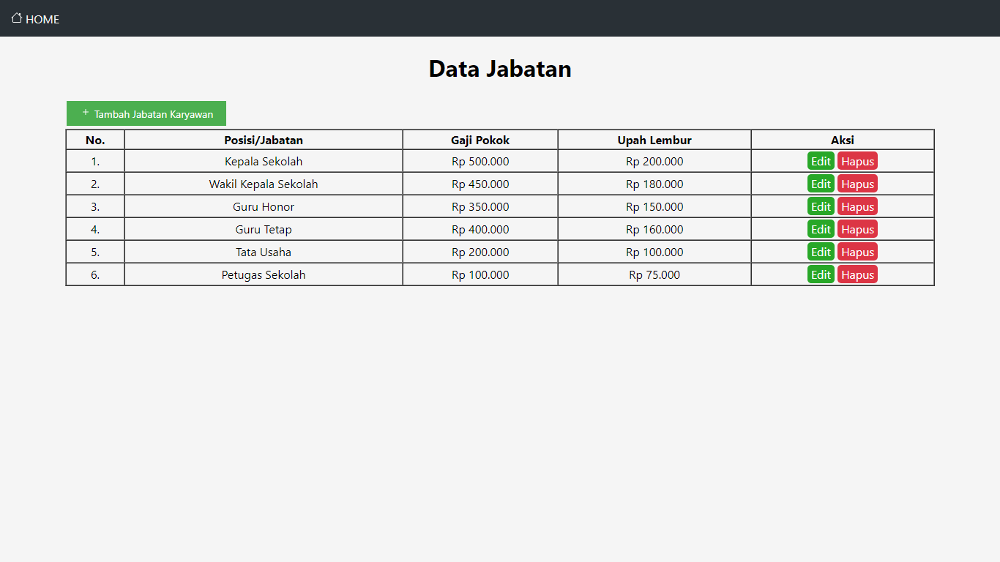 HOME
Data Jabatan
+ Tambah Jabatan Karyawan
No. Posisi/Jabatan Gaji Pokok Upah Lembur Aksi
1. Kepala Sekolah Rp 500.000 Rp 200.000 Edit Hapus
2. Wakil Kepala Sekolah Rp 450.000 Rp 180.000 Edit Hapus
3. Guru Honor Rp 350.000 Rp 150.000 Edit Hapus
4. Guru Tetap Rp 400.000 Rp 160.000 Edit Hapus
5. Tata Usaha Rp 200.000 Rp 100.000 Edit Hapus
6. Petugas Sekolah Rp 100.000 Rp 75.000 Edit Hapus